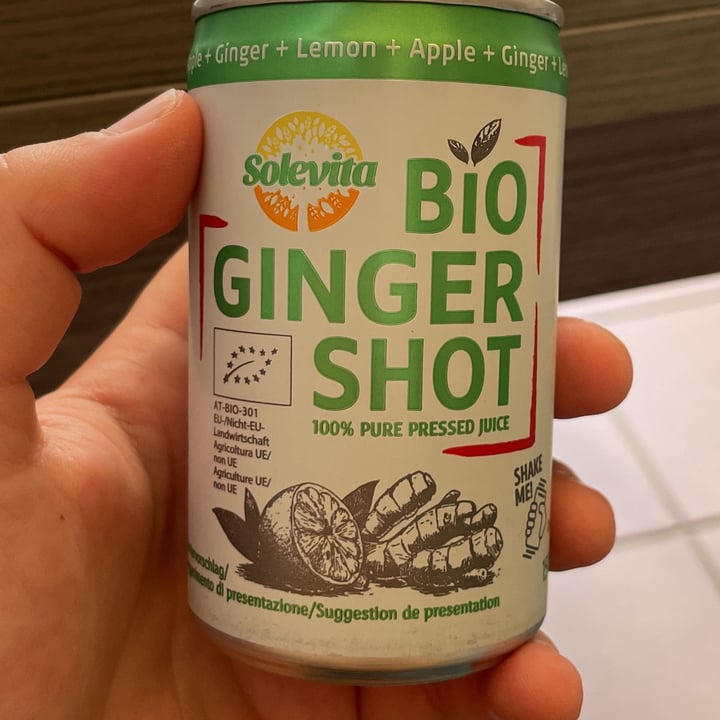 + Ginger + Lemon + Apple + Ginger +
Solevita
BIO
GINGER
SHOT
100% PURE PRESSED JUICE
AT-BIO-301
EU-/Nicht-EU-
Landwirtschaft
Agricoltura UE/
non UE
Agriculture UE/
non UE
SHAKE
ME!
di presentazione/Suggestion de presentation